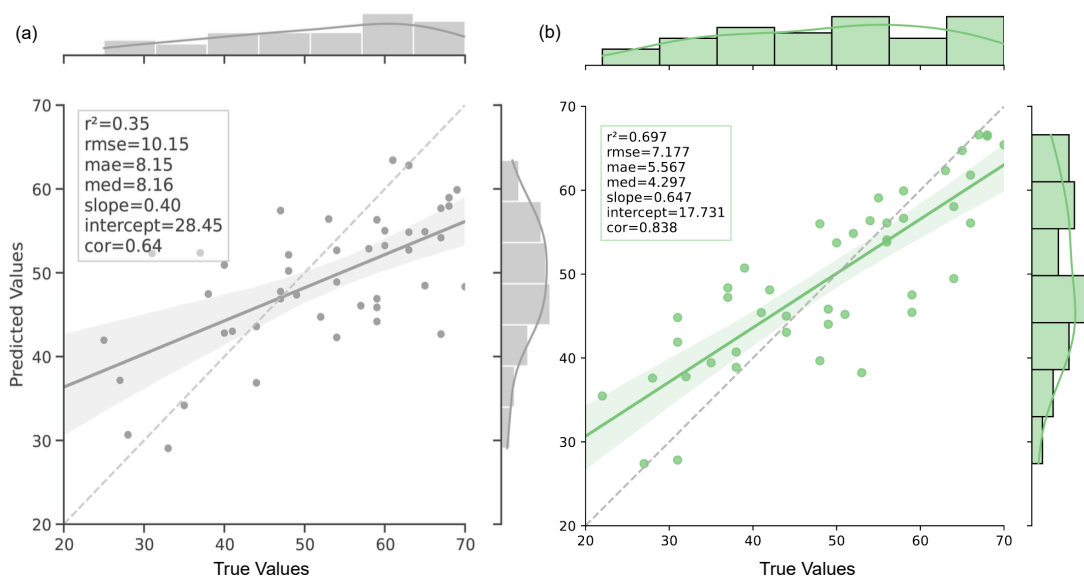 (a)
70
60
50
40
30
20
Predicted Values
r²=0.35
rmse=10.15
mae=8.15
med=8.16
slope=0.40
intercept=28.45
cor=0.64
20
30
40
50
60
70
True Values
(b)
70
60
50
40
30
20
r²=0.697
rmse=7.177
mae=5.567
med=4.297
slope=0.647
intercept=17.731
cor=0.838
20
30
40
50
60
70
True Values